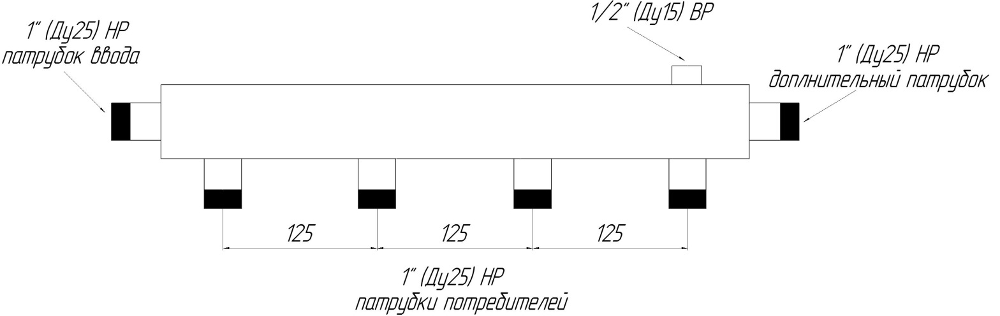 1" (Ду25) НР
патрубок ввода
1/2" (Ду15) ВР
1" (Ду25) НР
доплнительный патрубок
125
125
125
1" (Ду25) НР
патрубки потребителей